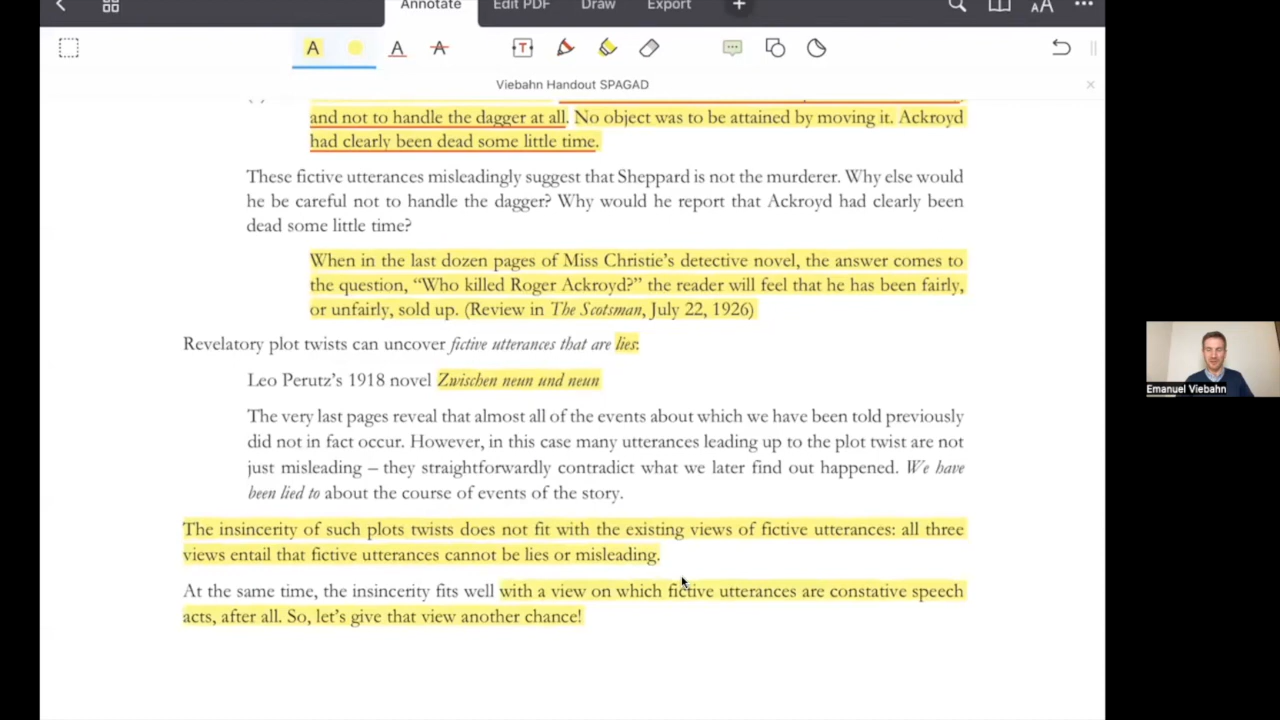 Annotate Edit PDF Draw Export +
A A A T
Viebahn Handout SPAGAD
and not to handle the dagger at all. No object was to be attained by moving it. Ackroyd
had clearly been dead some little time.
These fictive utterances misleadingly suggest that Sheppard is not the murderer. Why else would
he be careful not to handle the dagger? Why would he report that Ackroyd had clearly been
dead some little time?
When in the last dozen pages of Miss Christie's detective novel, the answer comes to
the question, “Who killed Roger Ackroyd?” the reader will feel that he has been fairly,
or unfairly, sold up. (Review in The Scotsman, July 22, 1926)
Revelatory plot twists can uncover fictive utterances that are lies:
Leo Perutz's 1918 novel Zwischen neun und neun
The very last pages reveal that almost all of the events about which we have been told previously
did not in fact occur. However, in this case many utterances leading up to the plot twist are not
just misleading – they straightforwardly contradict what we later find out happened. We have
been lied to about the course of events of the story.
The insincerity of such plots twists does not fit with the existing views of fictive utterances: all three
views entail that fictive utterances cannot be lies or misleading.
At the same time, the insincerity fits well with a view on which fictive utterances are constative speech
acts, after all. So, let's give that view another chance!
Emanuel Viebahn